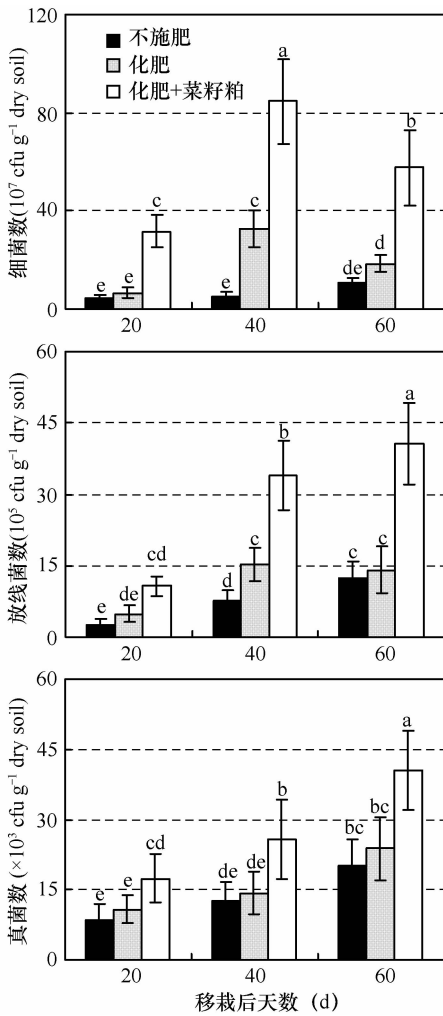 120
80
40
0
细菌数(10⁷ cfu g⁻¹ dry soil)
不施肥
化肥
化肥+菜籽粕
e e c
e c a
de d b
20 40 60
60
45
30
15
0
放线菌数(10⁵ cfu g⁻¹ dry soil)
e de cd
d c b
c c a
20 40 60
60
45
30
15
0
真菌数 (×10³ cfu g⁻¹ dry soil)
e e cd
de de b
bc bc a
20 40 60
移栽后天数（d）